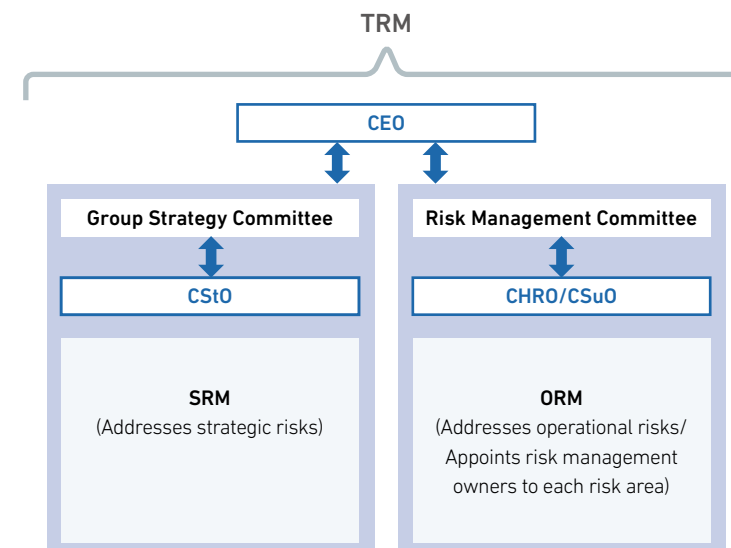 TRM
CEO
Group Strategy Committee
CStO
SRM
(Addresses strategic risks)
Risk Management Committee
CHRO/CSuO
ORM
(Addresses operational risks/
Appoints risk management
owners to each risk area)